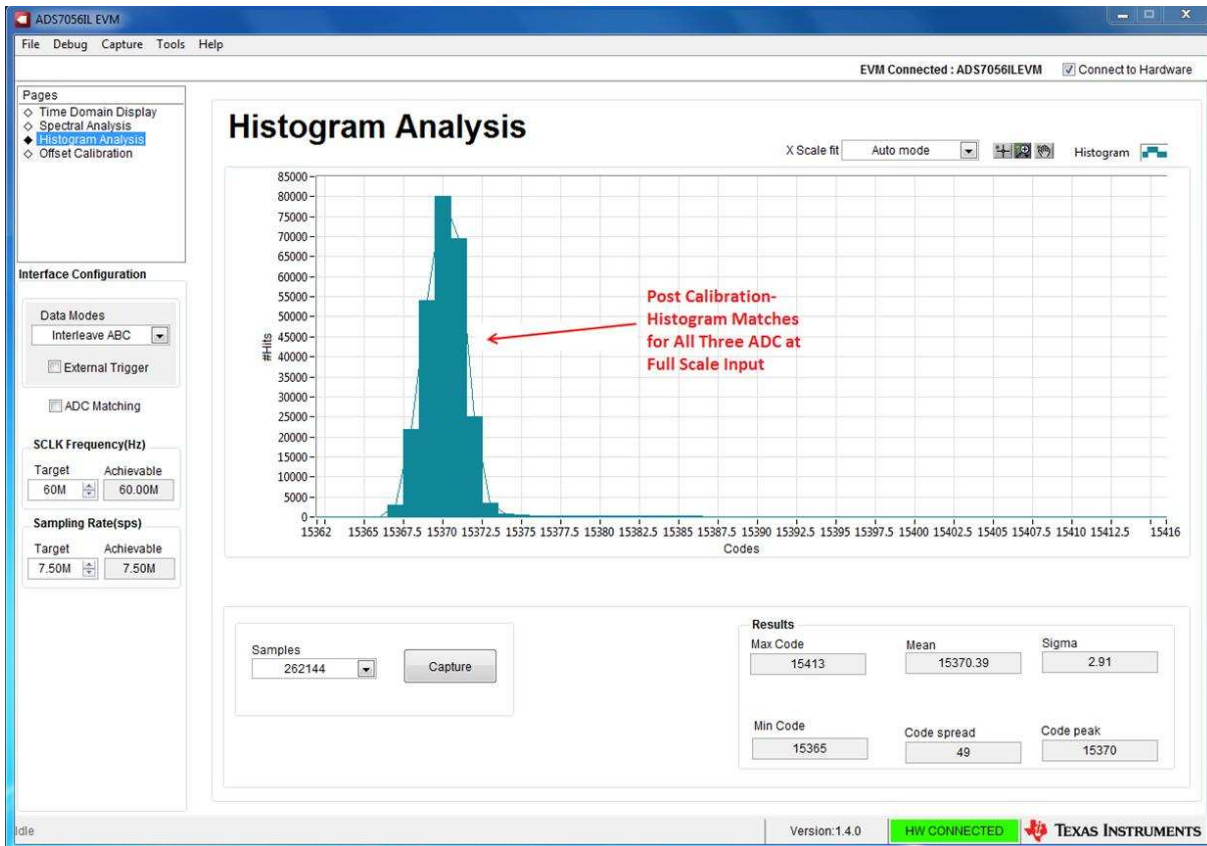 ADS7056IL EVM
File Debug Capture Tools Help
EVM Connected : ADS7056ILEVM Connect to Hardware
Pages
Time Domain Display
Spectral Analysis
Histogram Analysis
Offset Calibration
Interface Configuration
Data Modes
Interleave ABC
External Trigger
ADC Matching
SCLK Frequency(Hz)
Target Achievable
60M 60.00M
Sampling Rate(sps)
Target Achievable
7.50M 7.50M
Histogram Analysis
X Scale fit Auto mode Histogram
85000
80000
75000
70000
65000
60000
55000
50000
45000
40000
35000
30000
25000
20000
15000
10000
5000
0
#Hits
Post Calibration-
Histogram Matches
for All Three ADC at
Full Scale Input
15362 15365 15367.5 15370 15372.5 15375 15377.5 15380 15382.5 15385 15387.5 15390 15392.5 15395 15397.5 15400 15402.5 15405 15407.5 15410 15412.5 15416
Codes
Samples
262144
Capture
Results
Max Code Mean Sigma
15413 15370.39 2.91
Min Code Code spread Code peak
15365 49 15370
Idle Version:1.4.0 HW CONNECTED TEXAS INSTRUMENTS